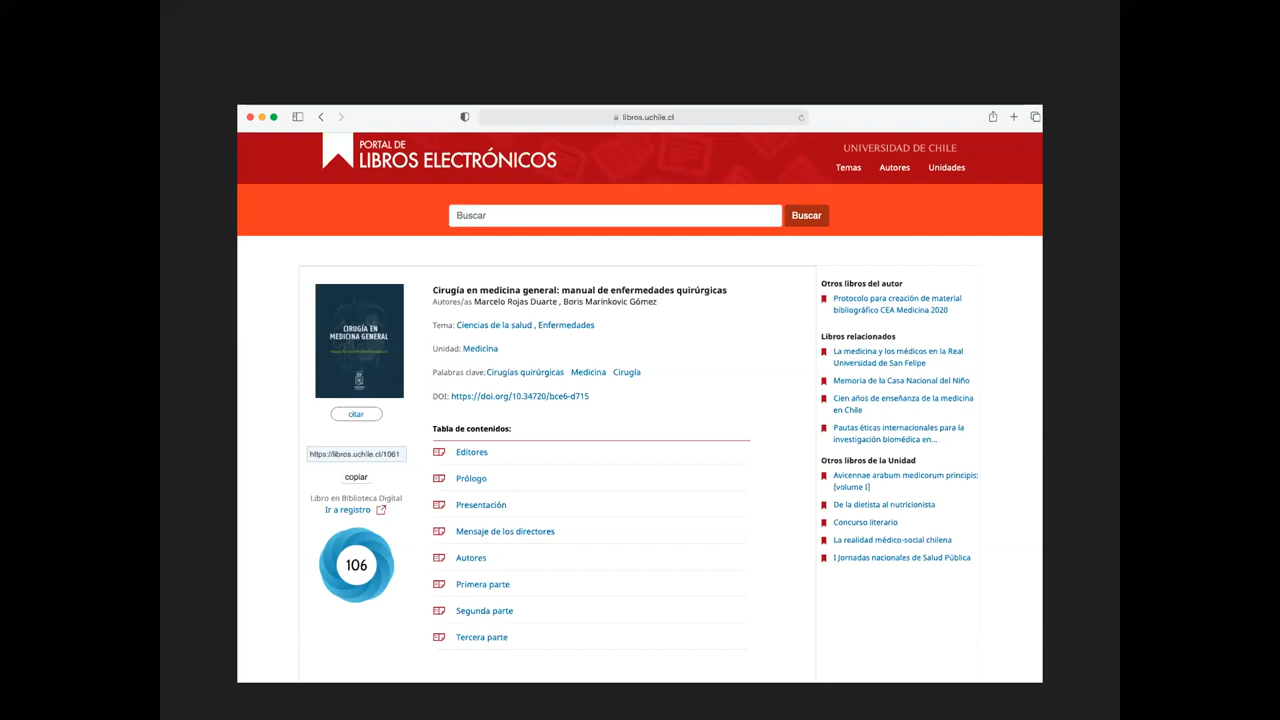 libros.uchile.cl
PORTAL DE
LIBROS ELECTRÓNICOS
UNIVERSIDAD DE CHILE
Temas
Autores
Unidades
Buscar
Buscar
CIRUGÍA EN
MEDICINA GENERAL
citar
https://libros.uchile.cl/1061
copiar
Libro en Biblioteca Digital
Ir a registro
106
Cirugía en medicina general: manual de enfermedades quirúrgicas
Autores/as Marcelo Rojas Duarte , Boris Marinkovic Gómez
Tema: Ciencias de la salud , Enfermedades
Unidad: Medicina
Palabras clave: Cirugías quirúrgicas Medicina Cirugía
DOI: https://doi.org/10.34720/bce6-d715
Tabla de contenidos:
Editores
Prólogo
Presentación
Mensaje de los directores
Autores
Primera parte
Segunda parte
Tercera parte
Otros libros del autor
Protocolo para creación de material
bibliográfico CEA Medicina 2020
Libros relacionados
La medicina y los médicos en la Real
Universidad de San Felipe
Memoria de la Casa Nacional del Niño
Cien años de enseñanza de la medicina
en Chile
Pautas éticas internacionales para la
investigación biomédica en...
Otros libros de la Unidad
Avicennae arabum medicorum principis:
[volume I]
De la dietista al nutricionista
Concurso literario
La realidad médico-social chilena
I Jornadas nacionales de Salud Pública